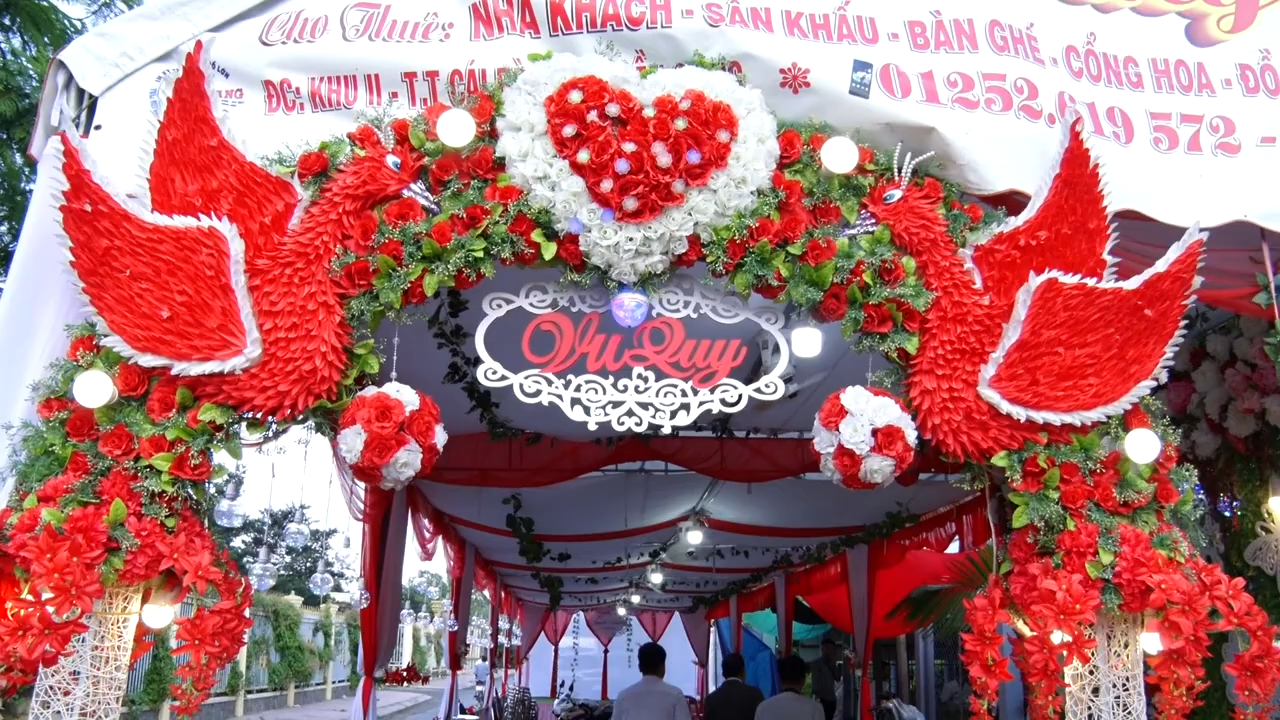 Cho Thuê: NHÀ KHÁCH - SÂN KHẤU - BÀN GHẾ - CỔNG HOA - ĐỒ
ĐC: KHU II - T.T CÁI 01252.619 572 -
Vu Quy